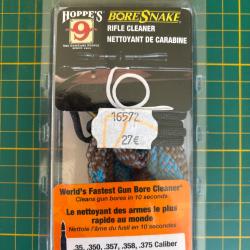 HOPPE'S
9
BORESNAKE
RIFLE CLEANER
NETTOYANT DE CARABINE
16572
27€
World's Fastest Gun Bore Cleaner
Cleans gun bores in 10 seconds
Le nettoyant des armes le plus
rapide au monde
Nettoie l'âme du fusil en 10 secondes
.35, .350, .357, .358, .375 Caliber